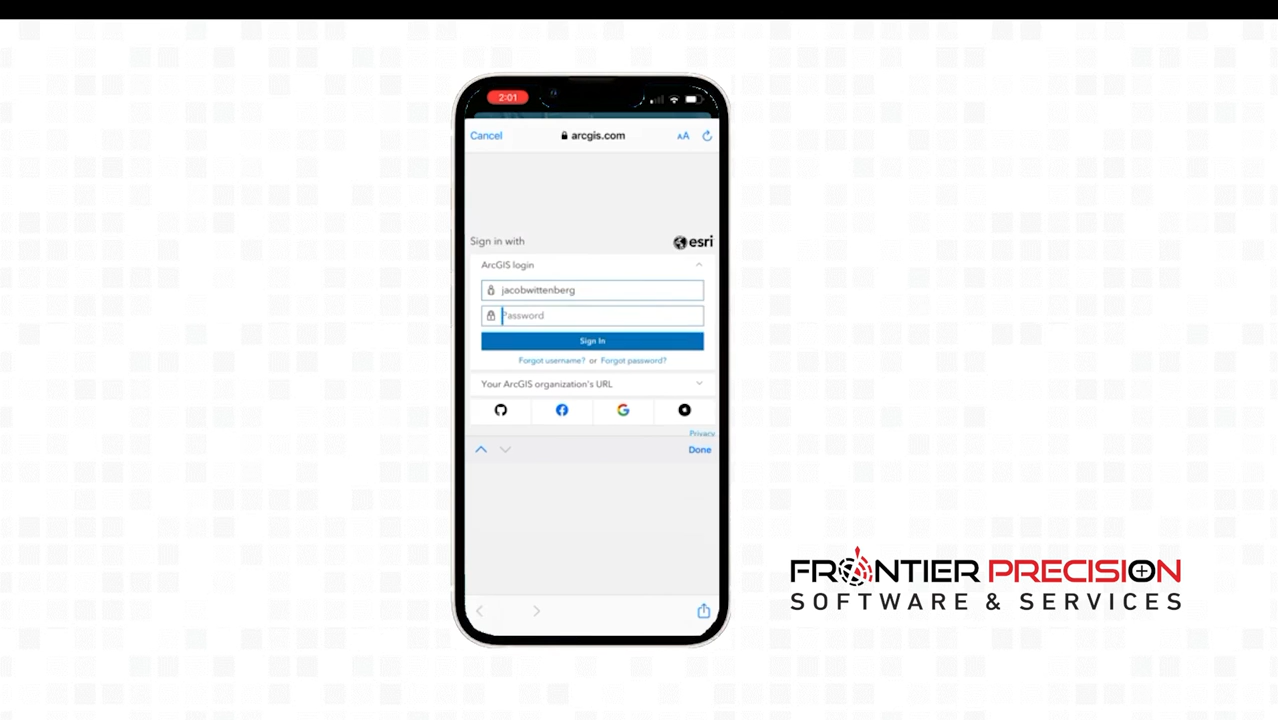 2:01
Cancel
arcgis.com
AA
Sign in with
esri
ArcGIS login
jacobwittenberg
Password
Sign In
Forgot username? or Forgot password?
Your ArcGIS organization's URL
Privacy
Done
FRONTIER PRECISION
SOFTWARE & SERVICES